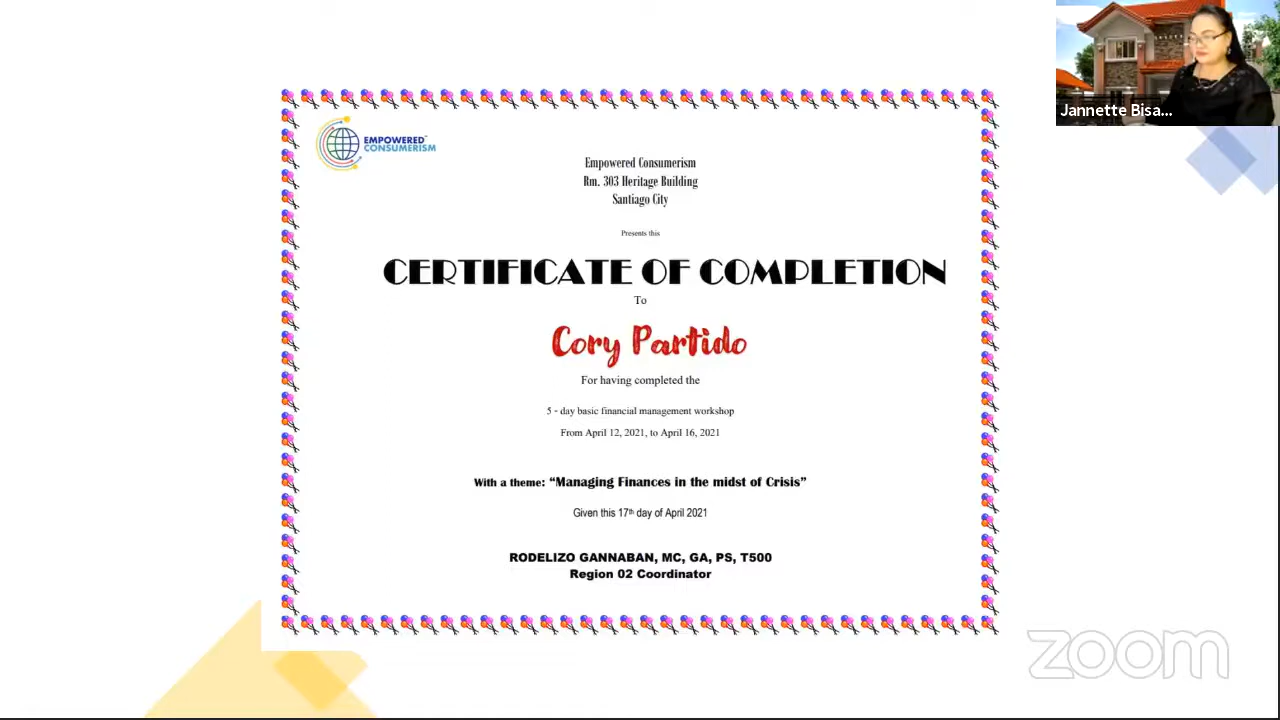 Jannette Bisa...
EMPOWERED™
CONSUMERISM
Empowered Consumerism
Rm. 303 Heritage Building
Santiago City
Presents this
CERTIFICATE OF COMPLETION
To
Cory Partido
For having completed the
5 - day basic financial management workshop
From April 12, 2021, to April 16, 2021
With a theme: “Managing Finances in the midst of Crisis”
Given this 17th day of April 2021
RODELIZO GANNABAN, MC, GA, PS, T500
Region 02 Coordinator
zoom